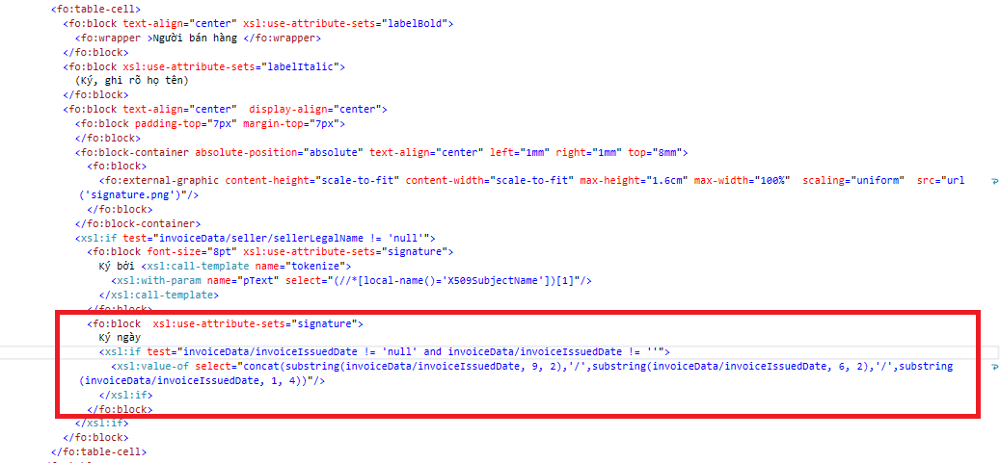 <fo:table-cell>
<fo:block text-align="center" xsl:use-attribute-sets="labelBold">
<fo:wrapper >Người bán hàng </fo:wrapper>
</fo:block>
<fo:block xsl:use-attribute-sets="labelItalic">
(Ký, ghi rõ họ tên)
</fo:block>
<fo:block text-align="center"  display-align="center">
<fo:block padding-top="7px" margin-top="7px">
</fo:block>
<fo:block-container absolute-position="absolute" text-align="center" left="1mm" right="1mm" top="8mm">
<fo:block>
<fo:external-graphic content-height="scale-to-fit" content-width="scale-to-fit" max-height="1.6cm" max-width="100%"  scaling="uniform"  src="url
('signature.png')"/>
</fo:block>
</fo:block-container>
<xsl:if test="invoiceData/seller/sellerLegalName != 'null'">
<fo:block font-size="8pt" xsl:use-attribute-sets="signature">
Ký bởi <xsl:call-template name="tokenize">
<xsl:with-param name="pText" select="(//*[local-name()='X509SubjectName'])[1]"/>
</xsl:call-template>
</fo:block>
<fo:block  xsl:use-attribute-sets="signature">
Ký ngày
<xsl:if test="invoiceData/invoiceIssuedDate != 'null' and invoiceData/invoiceIssuedDate != ''">
<xsl:value-of select="concat(substring(invoiceData/invoiceIssuedDate, 9, 2),'/',substring(invoiceData/invoiceIssuedDate, 6, 2),'/',substring
(invoiceData/invoiceIssuedDate, 1, 4))"/>
</xsl:if>
</fo:block>
</xsl:if>
</fo:block>
</fo:table-cell>